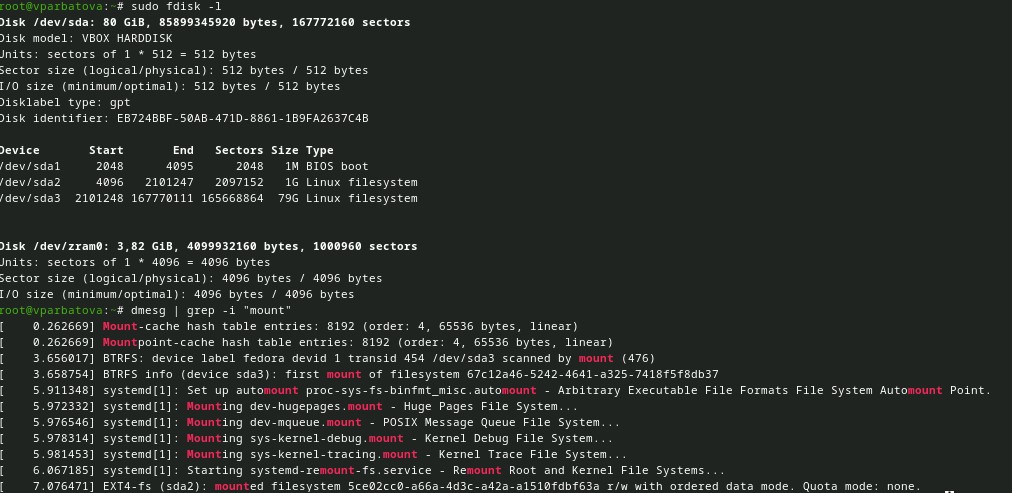 root@vparbatova:~# sudo fdisk -l
Disk /dev/sda: 80 GiB, 85899345920 bytes, 167772160 sectors
Disk model: VBOX HARDDISK
Units: sectors of 1 * 512 = 512 bytes
Sector size (logical/physical): 512 bytes / 512 bytes
I/O size (minimum/optimal): 512 bytes / 512 bytes
Disklabel type: gpt
Disk identifier: EB724BBF-50AB-471D-8861-1B9FA2637C4B
Device Start End Sectors Size Type
/dev/sda1 2048 4095 2048 1M BIOS boot
/dev/sda2 4096 2101247 2097152 1G Linux filesystem
/dev/sda3 2101248 167770111 165668864 79G Linux filesystem
Disk /dev/zram0: 3,82 GiB, 4099932160 bytes, 1000960 sectors
Units: sectors of 1 * 4096 = 4096 bytes
Sector size (logical/physical): 4096 bytes / 4096 bytes
I/O size (minimum/optimal): 4096 bytes / 4096 bytes
root@vparbatova:~# dmesg | grep -i "mount"
[ 0.262669] Mount-cache hash table entries: 8192 (order: 4, 65536 bytes, linear)
[ 0.262669] Mountpoint-cache hash table entries: 8192 (order: 4, 65536 bytes, linear)
[ 3.656017] BTRFS: device label fedora devid 1 transid 454 /dev/sda3 scanned by mount (476)
[ 3.658754] BTRFS info (device sda3): first mount of filesystem 67c12a46-5242-4641-a325-7418f5f8db37
[ 5.911348] systemd[1]: Set up automount proc-sys-fs-binfmt_misc.automount - Arbitrary Executable File Formats File System Automount Point.
[ 5.972332] systemd[1]: Mounting dev-hugepages.mount - Huge Pages File System...
[ 5.976546] systemd[1]: Mounting dev-mqueue.mount - POSIX Message Queue File System...
[ 5.978314] systemd[1]: Mounting sys-kernel-debug.mount - Kernel Debug File System...
[ 5.981453] systemd[1]: Mounting sys-kernel-tracing.mount - Kernel Trace File System...
[ 6.067185] systemd[1]: Starting systemd-remount-fs.service - Remount Root and Kernel File Systems...
[ 7.076471] EXT4-fs (sda2): mounted filesystem 5ce02cc0-a66a-4d3c-a42a-a1510fdbf63a r/w with ordered data mode. Quota mode: none.